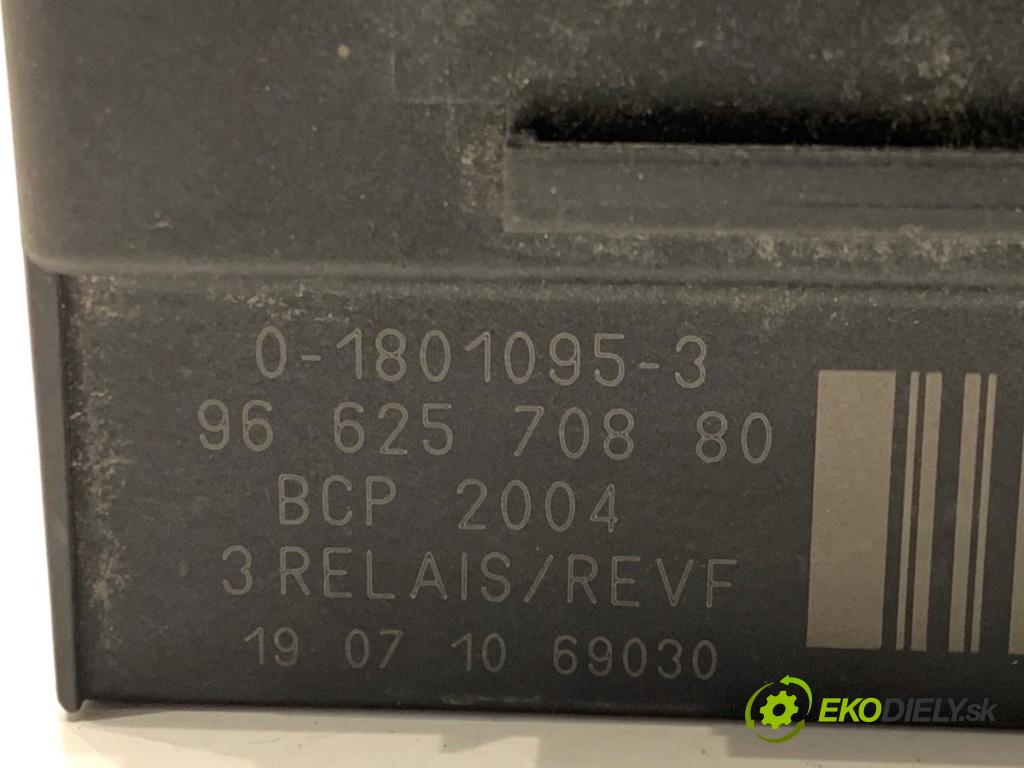 0-1801095-3
96 625 708 80
BCP 2004
3 RELAIS/REVF
19 07 10 69030
EKODIELY.sk